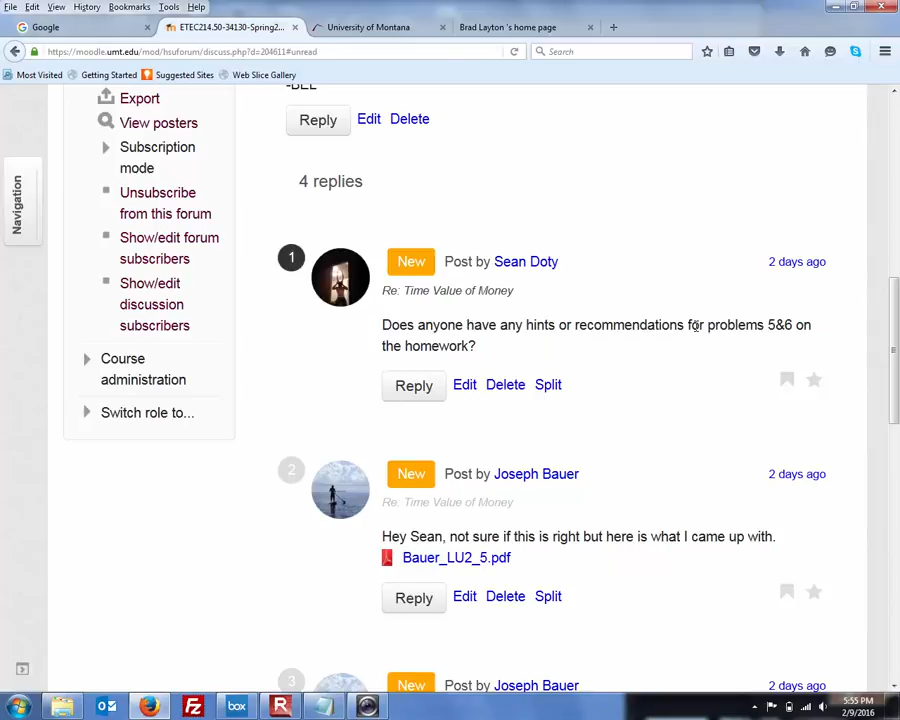 File Edit View History Bookmarks Tools Help
Google
ETEC214.50-34130-Spring2...
University of Montana
Brad Layton 's home page
https://moodle.umt.edu/mod/hsuforum/discuss.php?d=204611#unread
Search
Most Visited Getting Started Suggested Sites Web Slice Gallery
Navigation
Export
View posters
Subscription
mode
Unsubscribe
from this forum
Show/edit forum
subscribers
Show/edit
discussion
subscribers
Course
administration
Switch role to...
-BEL
Reply Edit Delete
4 replies
1
New Post by Sean Doty 2 days ago
Re: Time Value of Money
Does anyone have any hints or recommendations for problems 5&6 on
the homework?
Reply Edit Delete Split
2
New Post by Joseph Bauer 2 days ago
Re: Time Value of Money
Hey Sean, not sure if this is right but here is what I came up with.
Bauer_LU2_5.pdf
Reply Edit Delete Split
3
New Post by Joseph Bauer 2 days ago
box
5:55 PM
2/9/2016